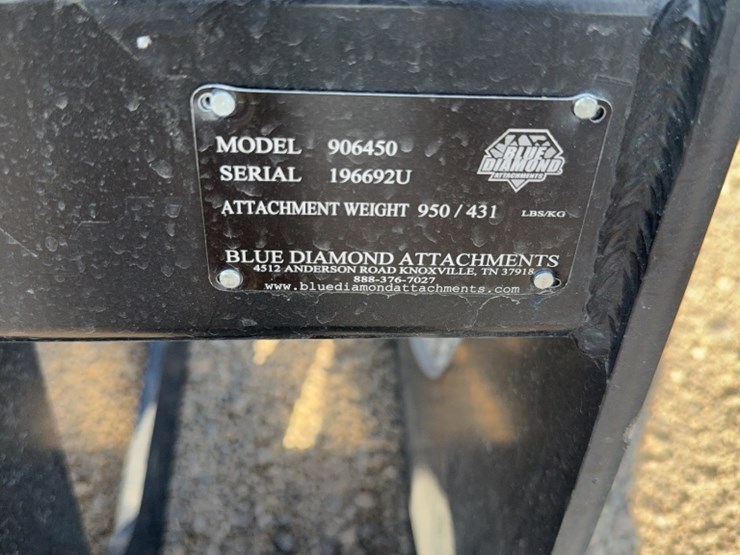 MODEL 906450
SERIAL 196692U
BLUE
DIAMOND
ATTACHMENTS
ATTACHMENT WEIGHT 950 / 431 LBS/KG
BLUE DIAMOND ATTACHMENTS
4512 ANDERSON ROAD KNOXVILLE, TN 37918
888-376-7027
www.bluediamondattachments.com